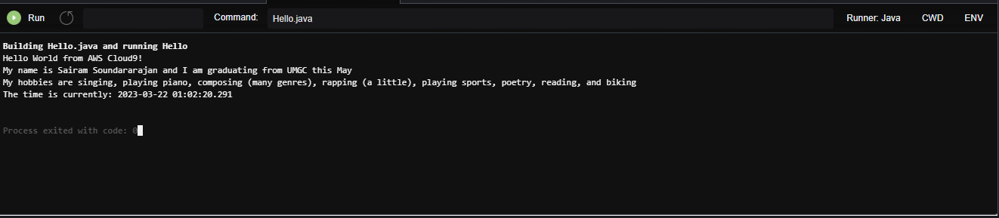 Run Command: Hello.java Runner: Java CWD ENV
Building Hello.java and running Hello
Hello World from AWS Cloud9!
My name is Sairam Soundararajan and I am graduating from UMGC this May
My hobbies are singing, playing piano, composing (many genres), rapping (a little), playing sports, poetry, reading, and biking
The time is currently: 2023-03-22 01:02:20.291
Process exited with code: 0